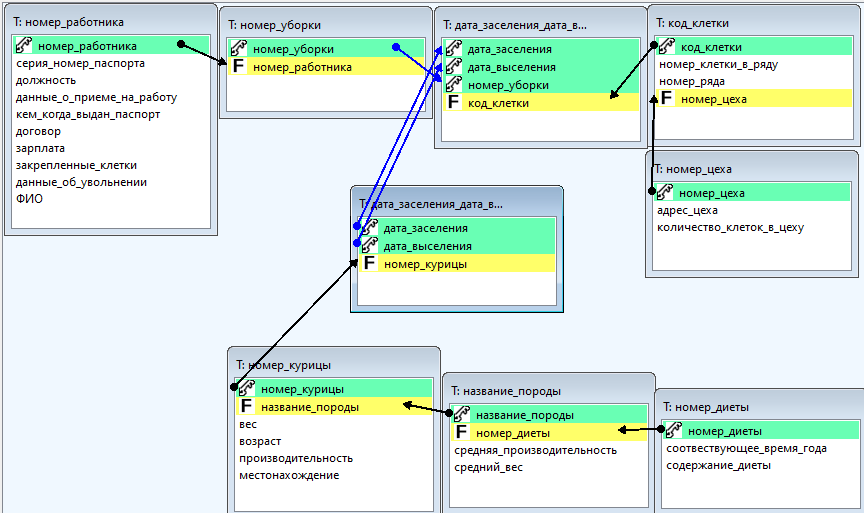 T: номер_работника
номер_работника
серия_номер_паспорта
должность
данные_о_приеме_на_работу
кем_когда_выдан_паспорт
договор
зарплата
закрепленные_клетки
данные_об_увольнении
ФИО
T: номер_уборки
номер_уборки
F номер_работника
T: дата_заселения_дата_в...
дата_заселения
дата_выселения
номер_уборки
F код_клетки
T: код_клетки
код_клетки
номер_клетки_в_ряду
номер_ряда
F номер_цеха
T: номер_цеха
номер_цеха
адрес_цеха
количество_клеток_в_цеху
T: дата_заселения_дата_в...
дата_заселения
дата_выселения
F номер_курицы
T: номер_курицы
номер_курицы
F название_породы
вес
возраст
производительность
местонахождение
T: название_породы
название_породы
F номер_диеты
средняя_производительность
средний_вес
T: номер_диеты
номер_диеты
соотвествующее_время_года
содержание_диеты